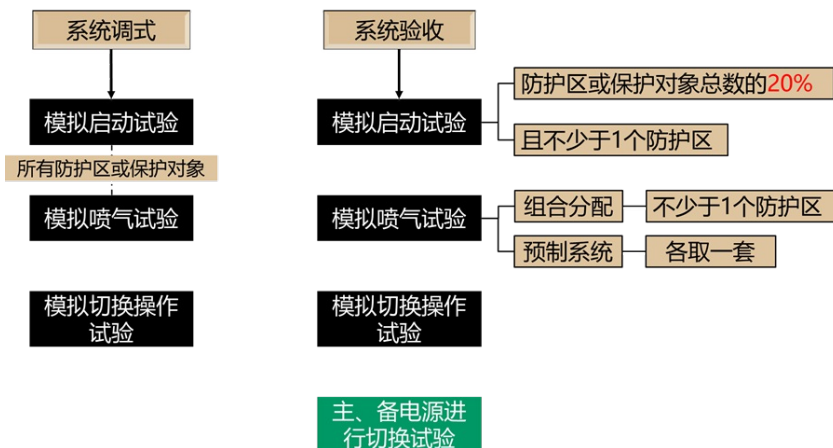 系统调式
系统验收
模拟启动试验
模拟启动试验
防护区或保护对象总数的20%
且不少于1个防护区
所有防护区或保护对象
模拟喷气试验
模拟喷气试验
组合分配
不少于1个防护区
预制系统
各取一套
模拟切换操作
试验
模拟切换操作
试验
主、备电源进
行切换试验